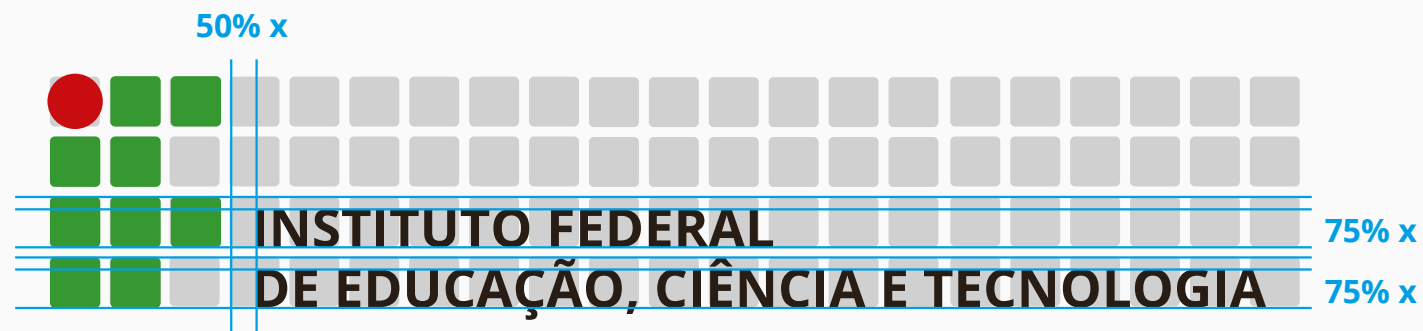 50% x
INSTITUTO FEDERAL
75% x
DE EDUCAÇÃO, CIÊNCIA E TECNOLOGIA
75% x